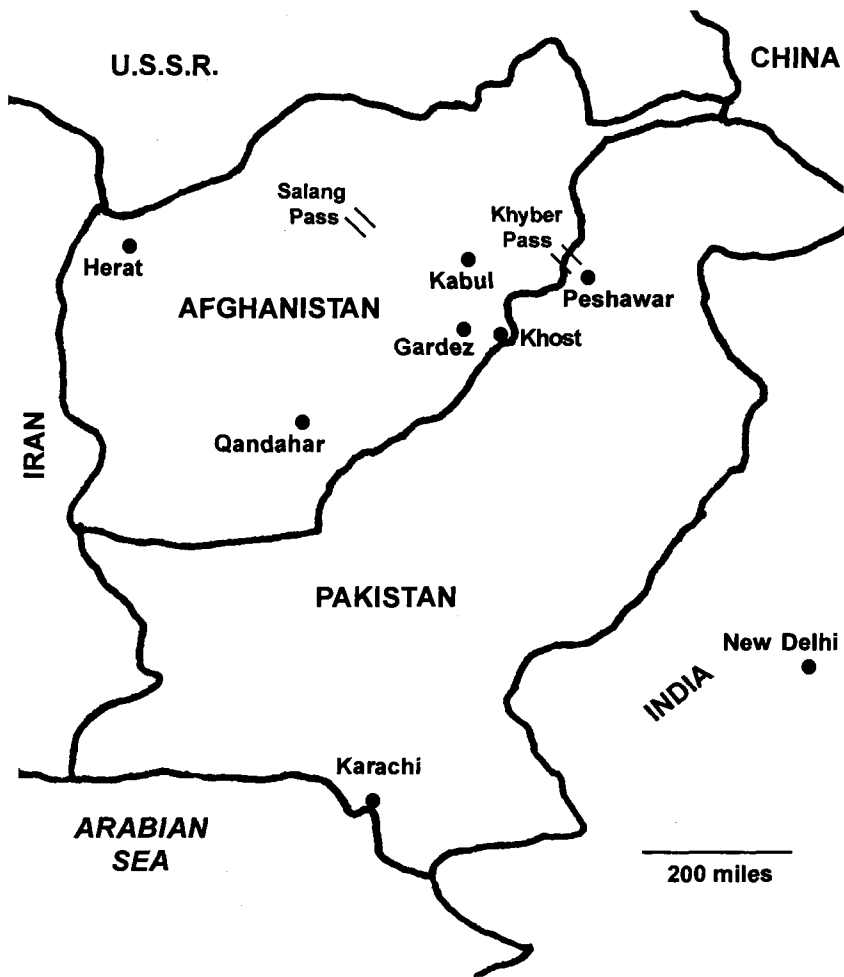 U.S.S.R.
CHINA
Salang
Pass
Khyber
Pass
Herat
Kabul
Peshawar
AFGHANISTAN
Gardez
Khost
IRAN
Qandahar
PAKISTAN
New Delhi
INDIA
Karachi
ARABIAN
SEA
200 miles